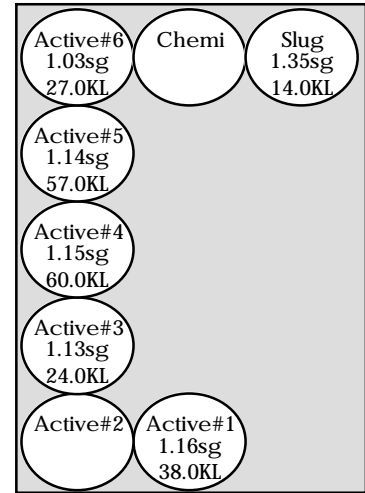 Active#6
1.03sg
27.0KL
Chemi
Slug
1.35sg
14.0KL
Active#5
1.14sg
57.0KL
Active#4
1.15sg
60.0KL
Active#3
1.13sg
24.0KL
Active#2
Active#1
1.16sg
38.0KL